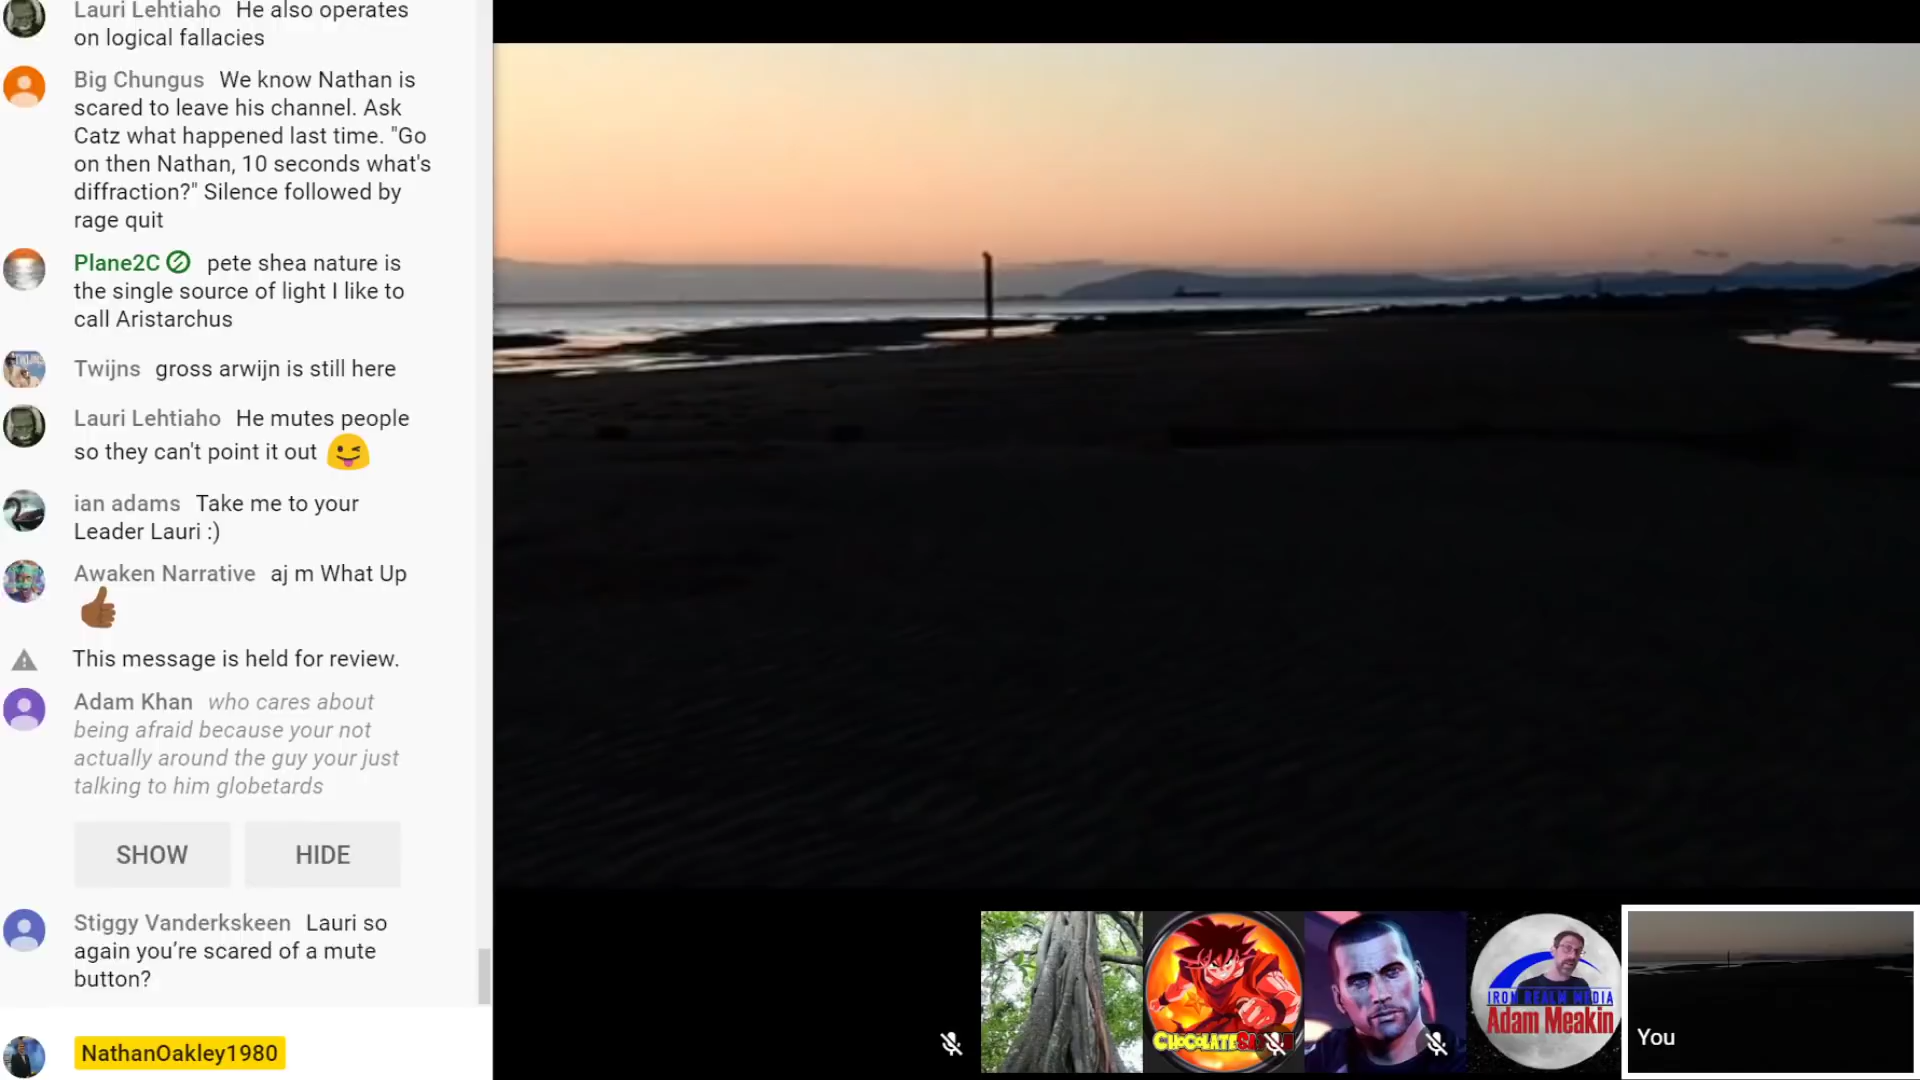 Lauri Lehtiaho He also operates
on logical fallacies
Big Chungus We know Nathan is
scared to leave his channel. Ask
Catz what happened last time. "Go
on then Nathan, 10 seconds what's
diffraction?" Silence followed by
rage quit
Plane2C pete shea nature is
the single source of light I like to
call Aristarchus
Twijns gross arwijn is still here
Lauri Lehtiaho He mutes people
so they can't point it out
ian adams Take me to your
Leader Lauri :)
Awaken Narrative aj m What Up
This message is held for review.
Adam Khan who cares about
being afraid because your not
actually around the guy your just
talking to him globetards
SHOW HIDE
Stiggy Vanderkskeen Lauri so
again you’re scared of a mute
button?
NathanOakley1980
CHOCOLATE
IRON REALM MEDIA
Adam Meakin
You